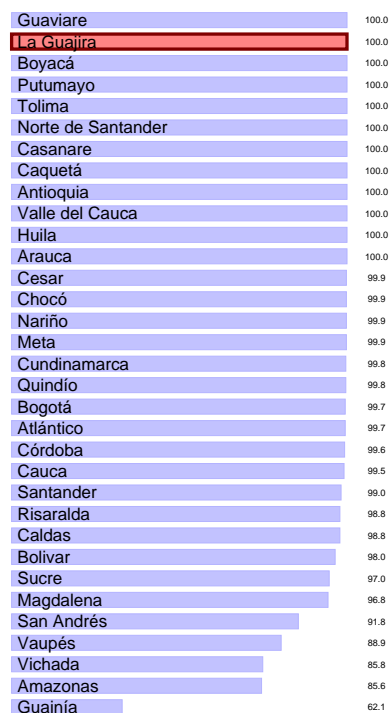 Guaviare 100.0
La Guajira 100.0
Boyacá 100.0
Putumayo 100.0
Tolima 100.0
Norte de Santander 100.0
Casanare 100.0
Caquetá 100.0
Antioquia 100.0
Valle del Cauca 100.0
Huila 100.0
Arauca 100.0
Cesar 99.9
Chocó 99.9
Nariño 99.9
Meta 99.9
Cundinamarca 99.8
Quindío 99.8
Bogotá 99.7
Atlántico 99.7
Córdoba 99.6
Cauca 99.5
Santander 99.0
Risaralda 98.8
Caldas 98.8
Bolivar 98.0
Sucre 97.0
Magdalena 96.8
San Andrés 91.8
Vaupés 88.9
Vichada 85.8
Amazonas 85.6
Guainía 62.1